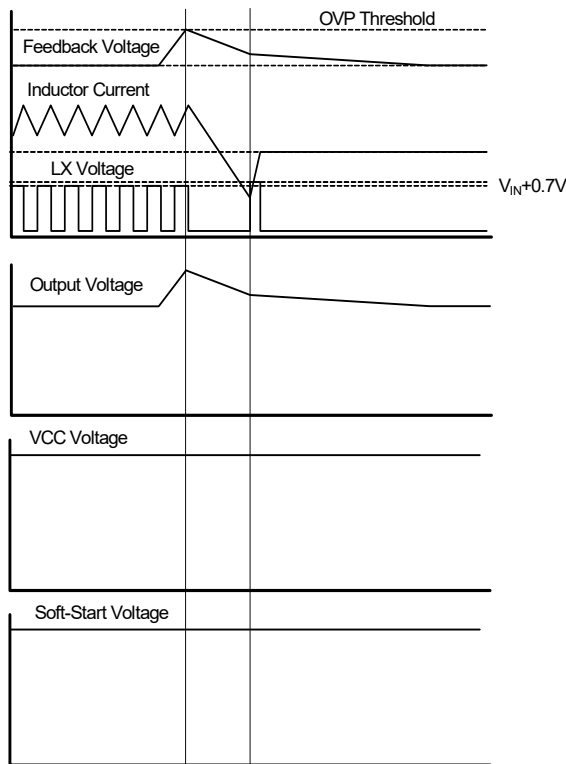 OVP Threshold
Feedback Voltage
Inductor Current
LX Voltage
VIN+0.7V
Output Voltage
VCC Voltage
Soft-Start Voltage